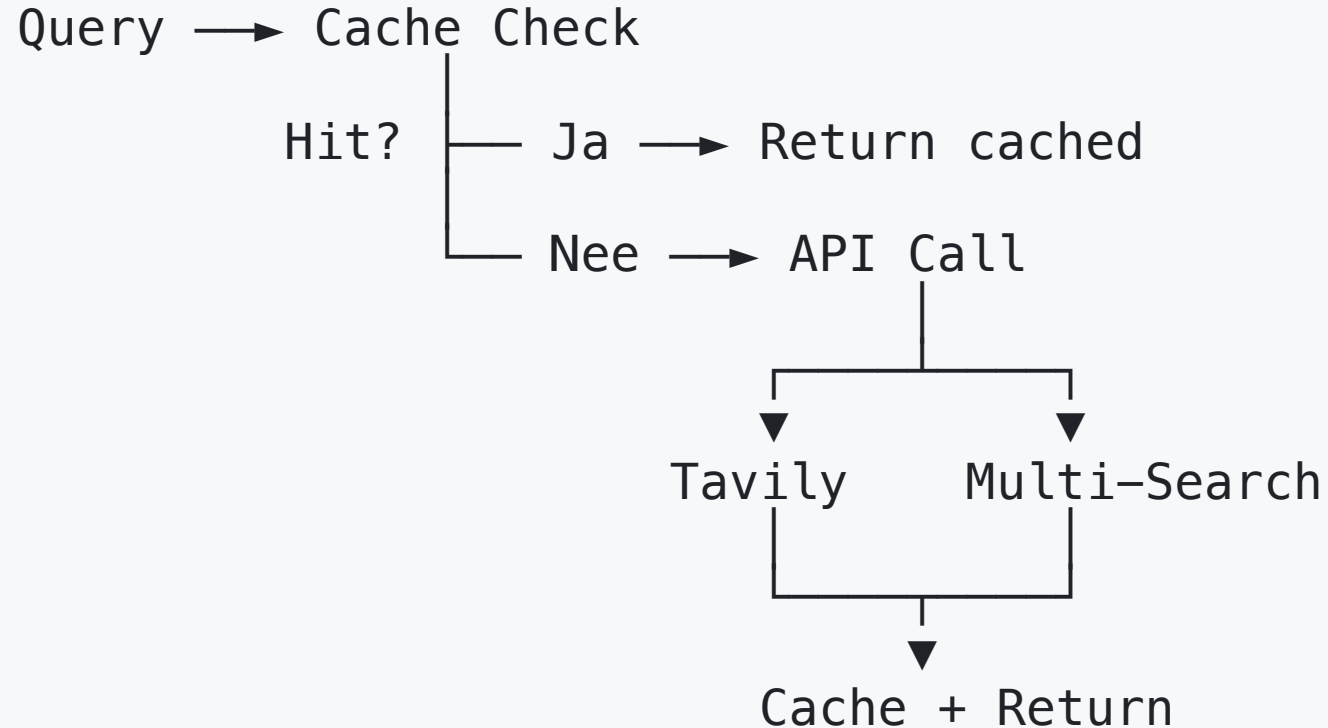 Query Cache Check
Hit? Ja Return cached
Nee API Call
Tavily Multi-Search
Cache + Return